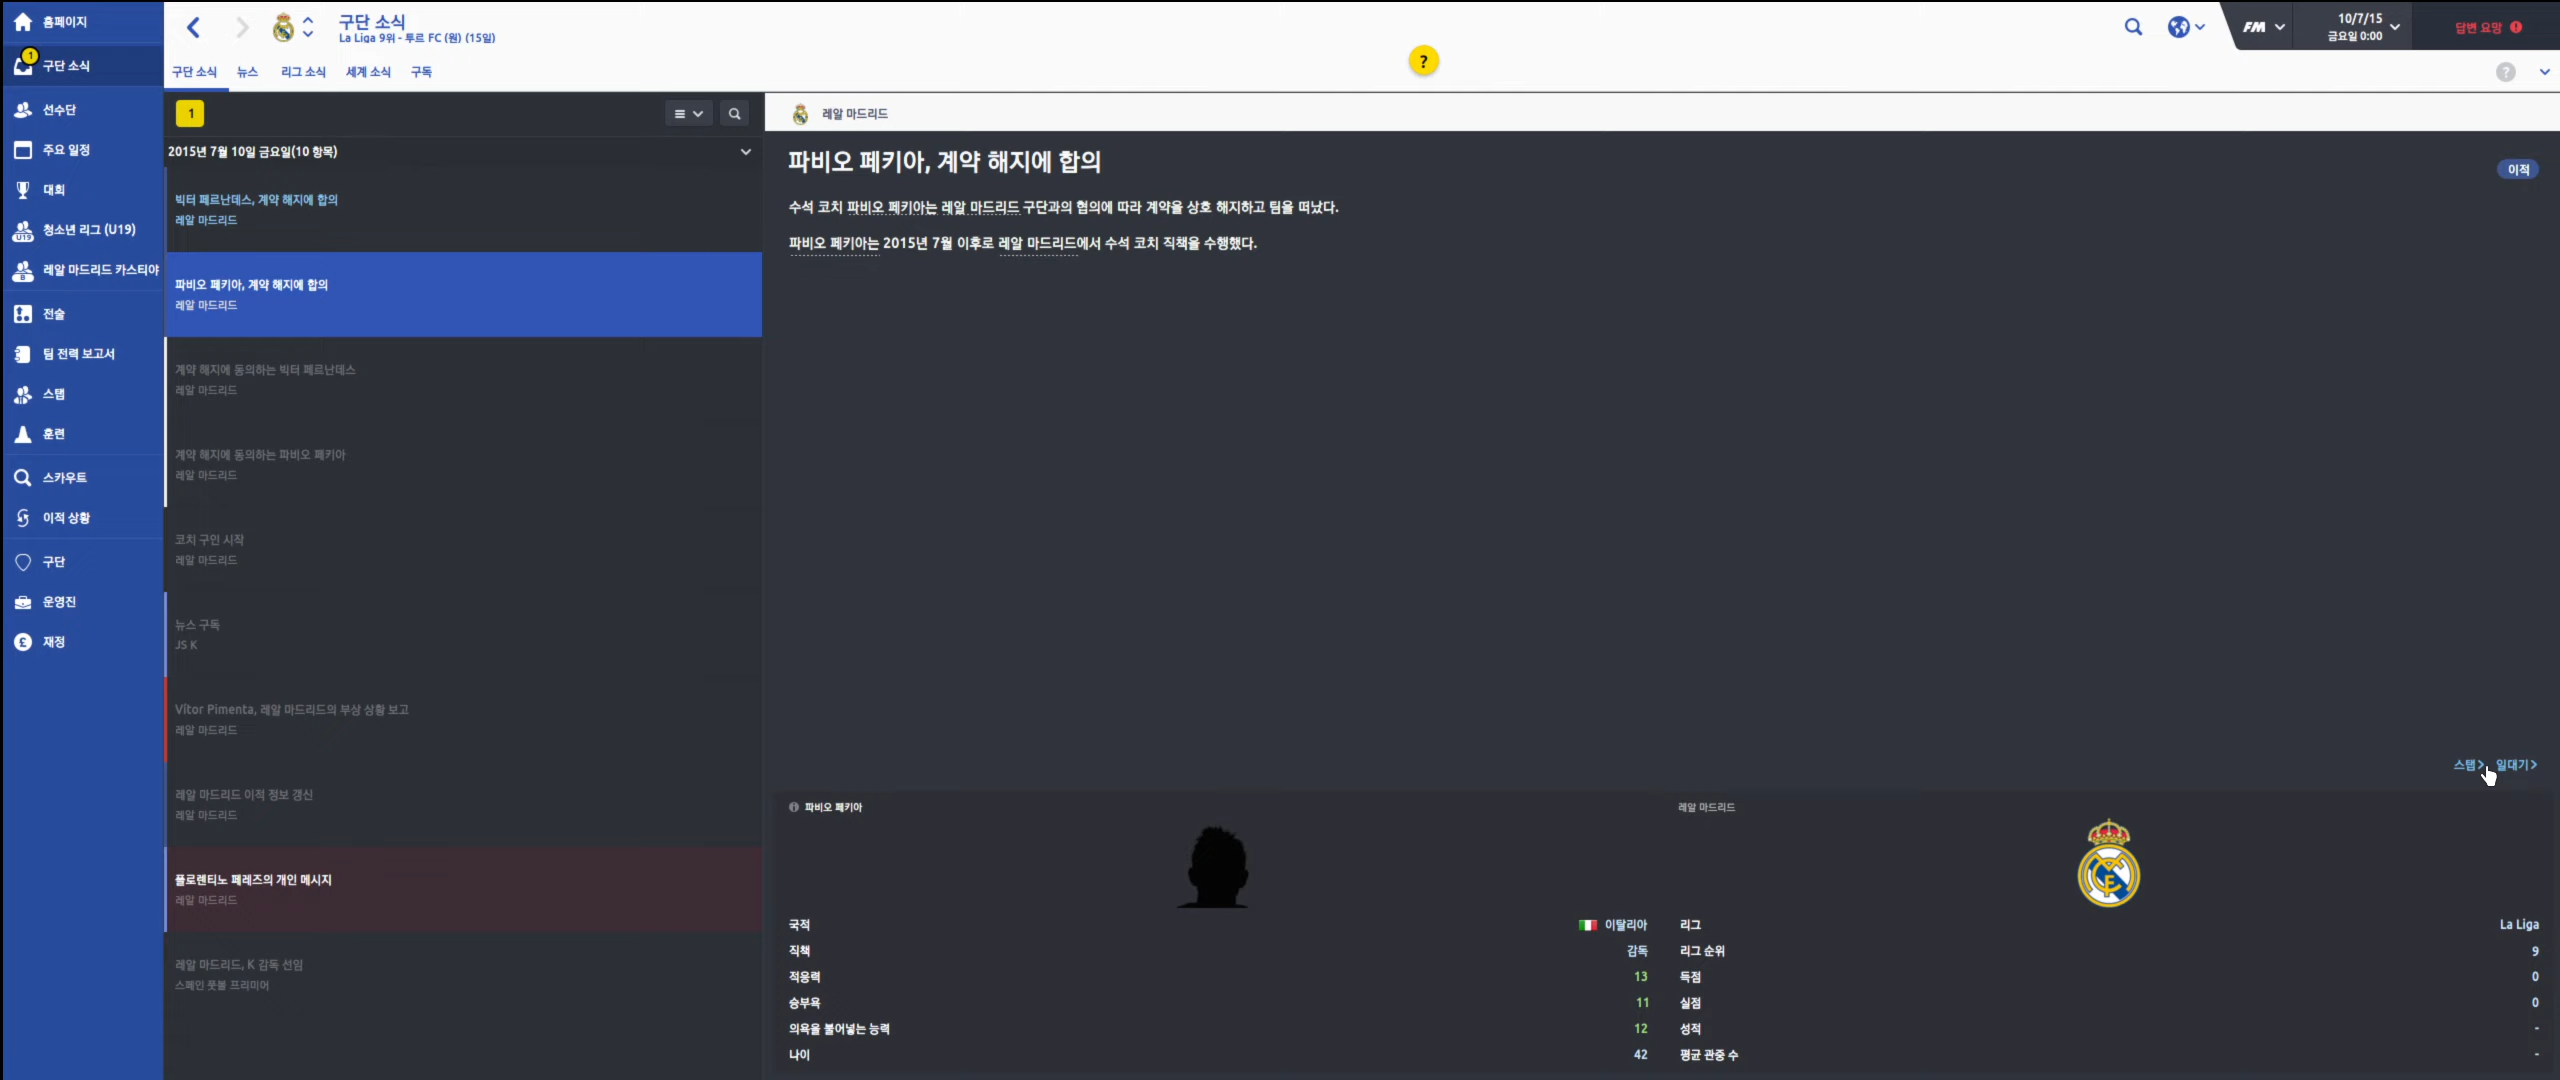 홈페이지
1
구단 소식
선수단
주요 일정
대회
U19
청소년 리그 (U19)
B
레알 마드리드 카스티야
전술
팀 전력 보고서
스탭
훈련
스카우트
이적 상황
구단
운영진
재정
구단 소식
La Liga 9위 - 투르 FC (원) (15일)
FM
10/7/15
금요일 0:00
답변 요망
구단 소식 뉴스 리그 소식 세계 소식 구독
?
?
1
2015년 7월 10일 금요일(10 항목)
빅터 페르난데스, 계약 해지에 합의
레알 마드리드
파비오 페키아, 계약 해지에 합의
레알 마드리드
계약 해지에 동의하는 빅터 페르난데스
레알 마드리드
계약 해지에 동의하는 파비오 페키아
레알 마드리드
코치 구인 시작
레알 마드리드
뉴스 구독
JS K
Vítor Pimenta, 레알 마드리드의 부상 상황 보고
레알 마드리드
레알 마드리드 이적 정보 갱신
레알 마드리드
플로렌티노 페레즈의 개인 메시지
레알 마드리드
레알 마드리드, K 감독 선임
스페인 풋볼 프리미어
레알 마드리드
파비오 페키아, 계약 해지에 합의
이적
수석 코치 파비오 페키아는 레알 마드리드 구단과의 협의에 따라 계약을 상호 해지하고 팀을 떠났다.
파비오 페키아는 2015년 7월 이후로 레알 마드리드에서 수석 코치 직책을 수행했다.
스탭> 일대기>
파비오 페키아
국적 이탈리아
직책 감독
적응력 13
승부욕 11
의욕을 불어넣는 능력 12
나이 42
레알 마드리드
리그 La Liga
리그 순위 9
득점 0
실점 0
성적 -
평균 관중 수 -